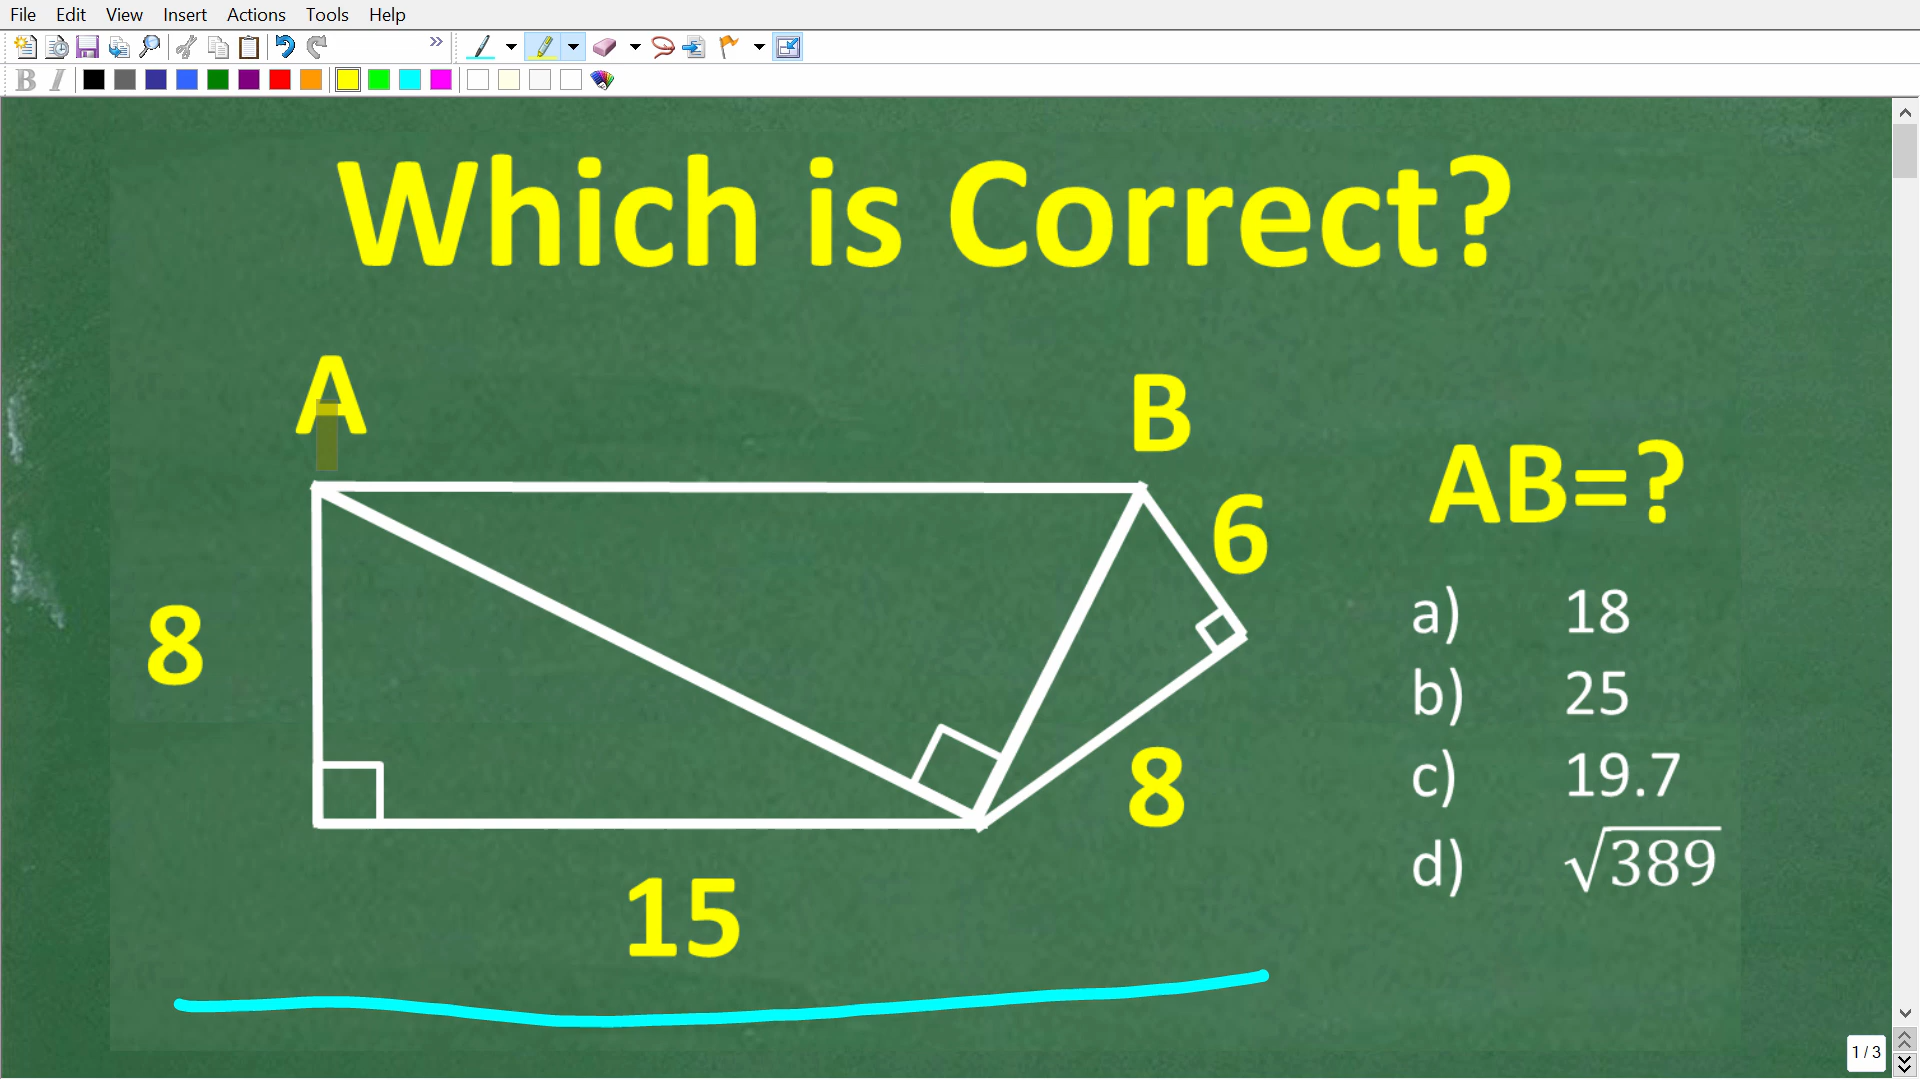 File Edit View Insert Actions Tools Help
B I
Which is Correct?
A
B
6
AB=?
8
a) 18
b) 25
8
c) 19.7
d) √389
15
1 / 3